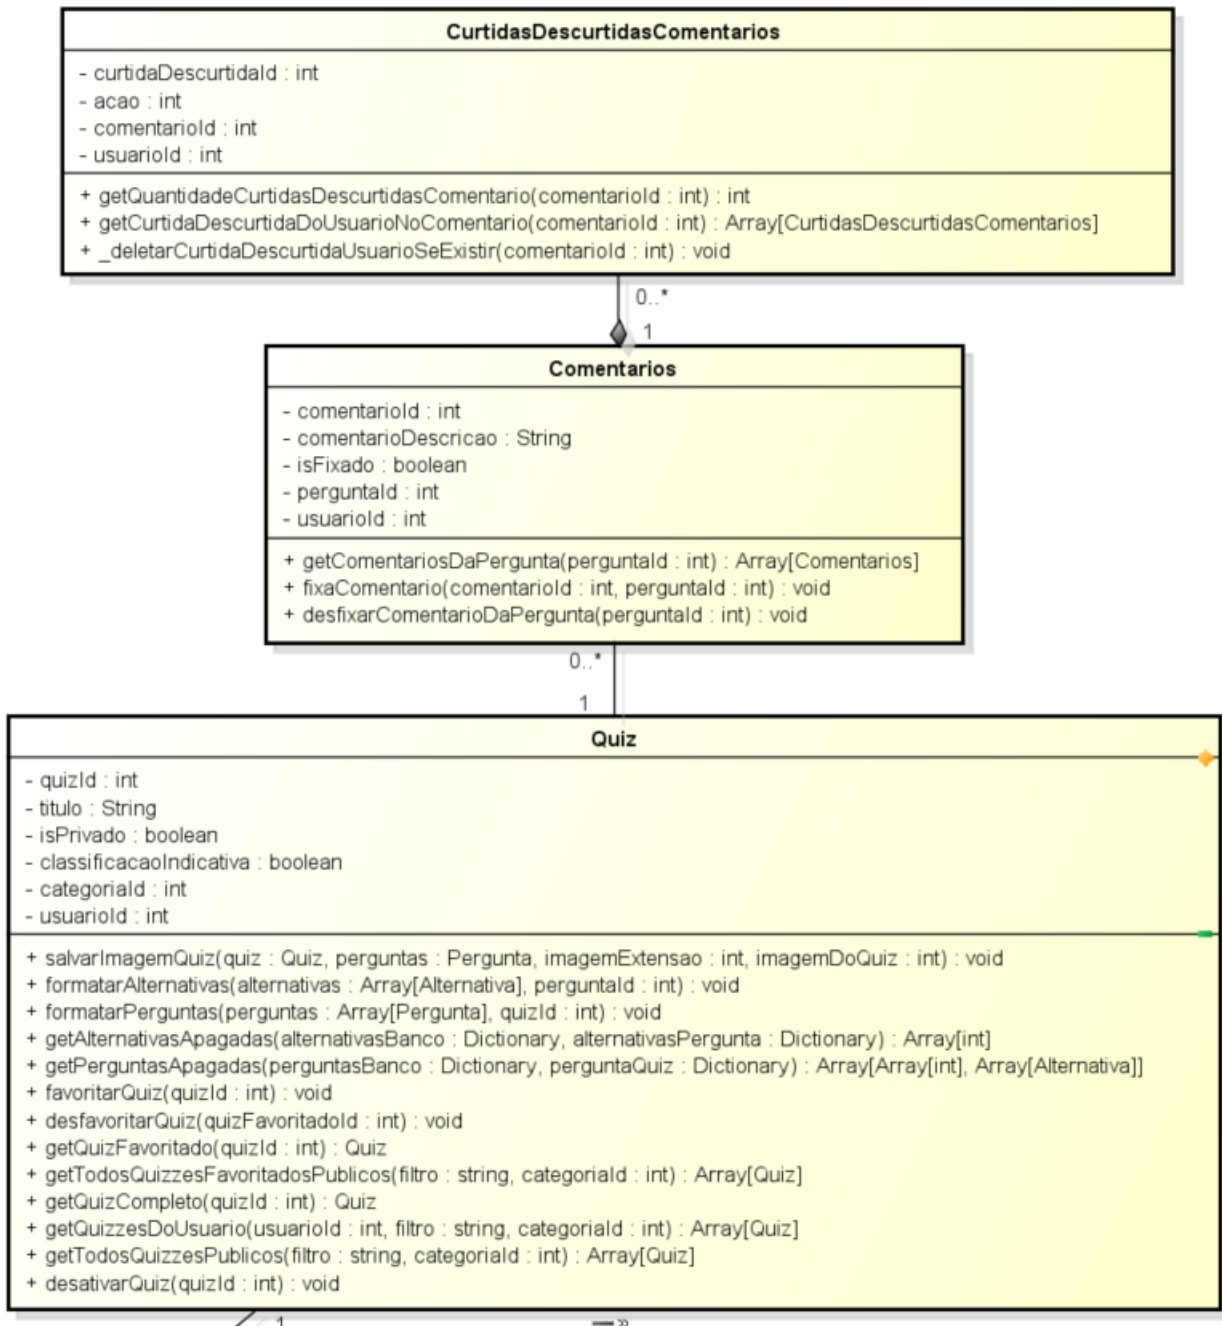 CurtidasDescurtidasComentarios
- curtidaDescurtidaId : int
- acao : int
- comentarioId : int
- usuarioId : int
+ getQuantidadeCurtidasDescurtidasComentario(comentarioId : int) : int
+ getCurtidaDescurtidaDoUsuarioNoComentario(comentarioId : int) : Array[CurtidasDescurtidasComentarios]
+ _deletarCurtidaDescurtidaUsuarioSeExistir(comentarioId : int) : void
0..*
1
Comentarios
- comentarioId : int
- comentarioDescricao : String
- isFixado : boolean
- perguntaId : int
- usuarioId : int
+ getComentariosDaPergunta(perguntaId : int) : Array[Comentarios]
+ fixaComentario(comentarioId : int, perguntaId : int) : void
+ desfixarComentarioDaPergunta(perguntaId : int) : void
0..*
1
Quiz
- quizId : int
- titulo : String
- isPrivado : boolean
- classificacaoIndicativa : boolean
- categoriaId : int
- usuarioId : int
+ salvarImagemQuiz(quiz : Quiz, perguntas : Pergunta, imagemExtensao : int, imagemDoQuiz : int) : void
+ formatarAlternativas(alternativas : Array[Alternativa], perguntaId : int) : void
+ formatarPerguntas(perguntas : Array[Pergunta], quizId : int) : void
+ getAlternativasApagadas(alternativasBanco : Dictionary, alternativasPergunta : Dictionary) : Array[int]
+ getPerguntasApagadas(perguntasBanco : Dictionary, perguntaQuiz : Dictionary) : Array[Array[int], Array[Alternativa]]
+ favoritarQuiz(quizId : int) : void
+ desfavoritarQuiz(quizFavoritadoId : int) : void
+ getQuizFavoritado(quizId : int) : Quiz
+ getTodosQuizzesFavoritadosPublicos(filtro : string, categoriaId : int) : Array[Quiz]
+ getQuizCompleto(quizId : int) : Quiz
+ getQuizzesDoUsuario(usuarioId : int, filtro : string, categoriaId : int) : Array[Quiz]
+ getTodosQuizzesPublicos(filtro : string, categoriaId : int) : Array[Quiz]
+ desativarQuiz(quizId : int) : void
1